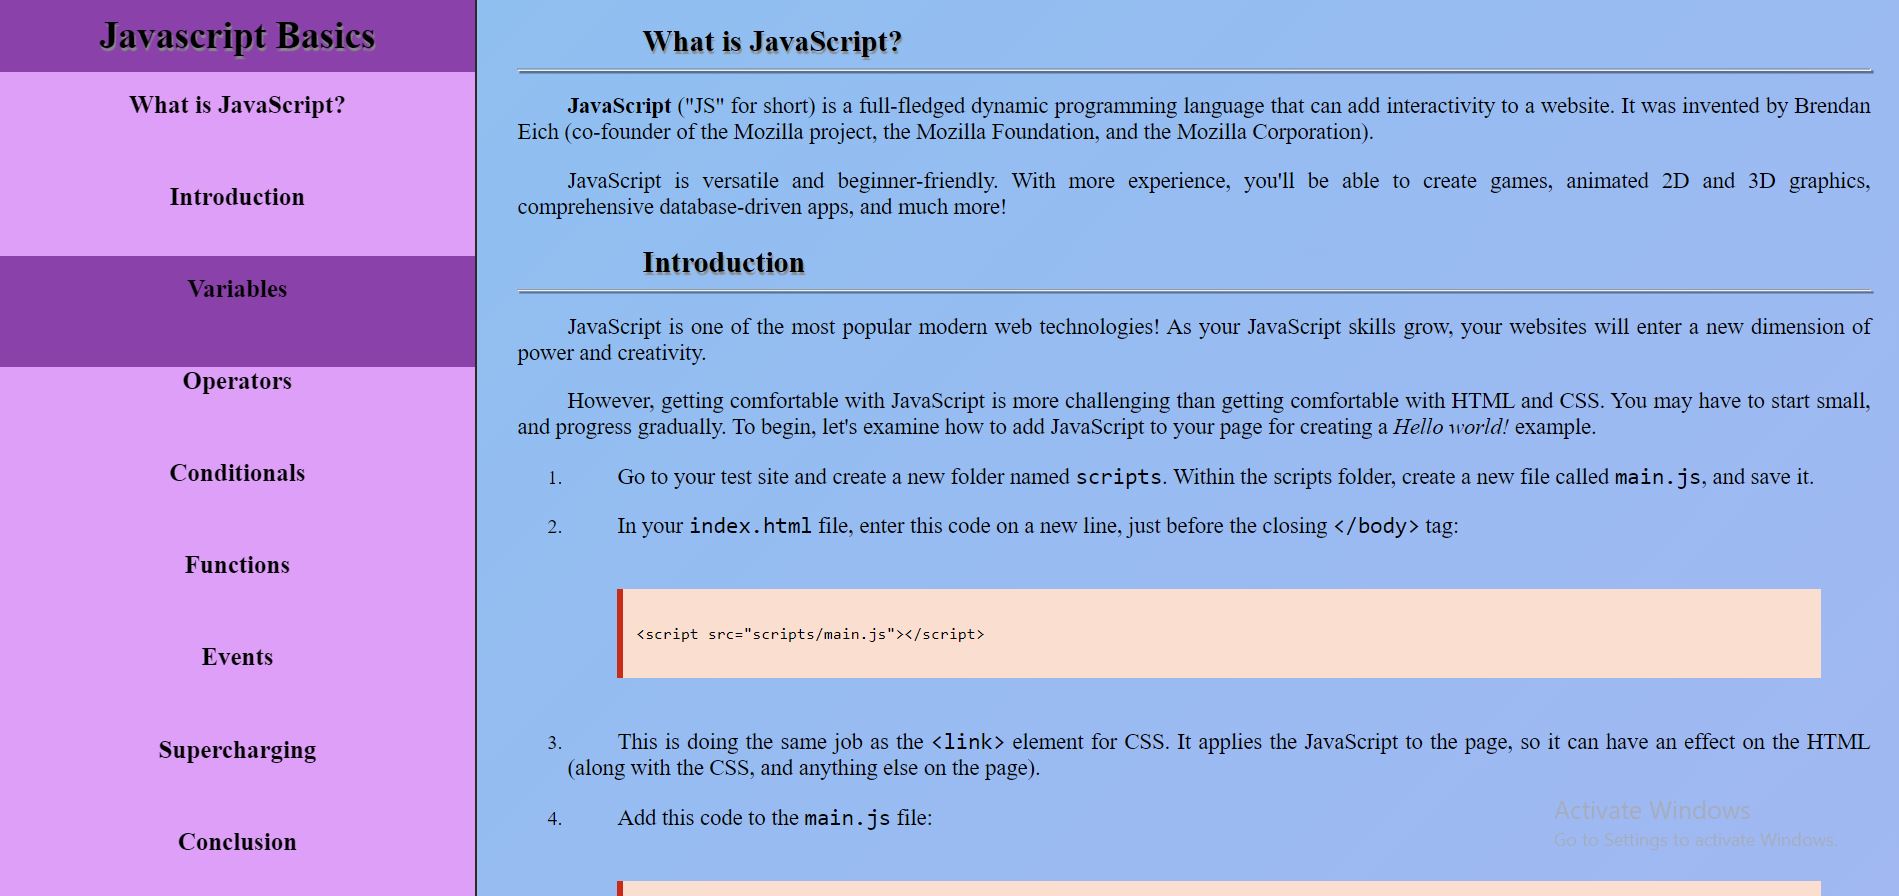 Javascript Basics
What is JavaScript?
Introduction
Variables
Operators
Conditionals
Functions
Events
Supercharging
Conclusion
What is JavaScript?
JavaScript ("JS" for short) is a full-fledged dynamic programming language that can add interactivity to a website. It was invented by Brendan
Eich (co-founder of the Mozilla project, the Mozilla Foundation, and the Mozilla Corporation).
JavaScript is versatile and beginner-friendly. With more experience, you'll be able to create games, animated 2D and 3D graphics,
comprehensive database-driven apps, and much more!
Introduction
JavaScript is one of the most popular modern web technologies! As your JavaScript skills grow, your websites will enter a new dimension of
power and creativity.
However, getting comfortable with JavaScript is more challenging than getting comfortable with HTML and CSS. You may have to start small,
and progress gradually. To begin, let's examine how to add JavaScript to your page for creating a Hello world! example.
1. Go to your test site and create a new folder named scripts. Within the scripts folder, create a new file called main.js, and save it.
2. In your index.html file, enter this code on a new line, just before the closing </body> tag:
<script src="scripts/main.js"></script>
3. This is doing the same job as the <link> element for CSS. It applies the JavaScript to the page, so it can have an effect on the HTML
(along with the CSS, and anything else on the page).
4. Add this code to the main.js file:
Activate Windows
Go to Settings to activate Windows.